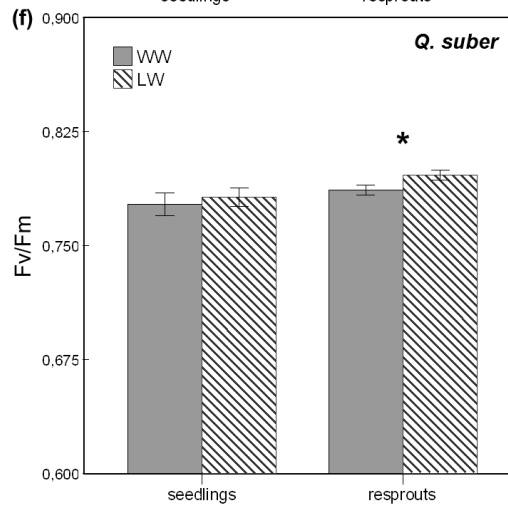 seedlings resprouts
(f)
0,900
Q. suber
WW
LW
0,825
*
0,750
0,675
0,600
Fv/Fm
seedlings resprouts